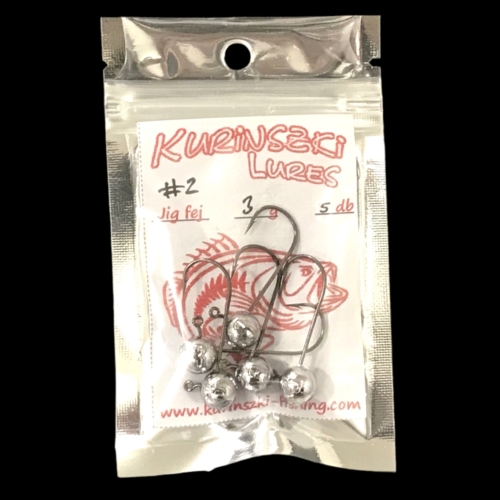 KURINSZKI
LURES
#2
Jig fej 3 g 5 db
www.kurinszki-fishing.com